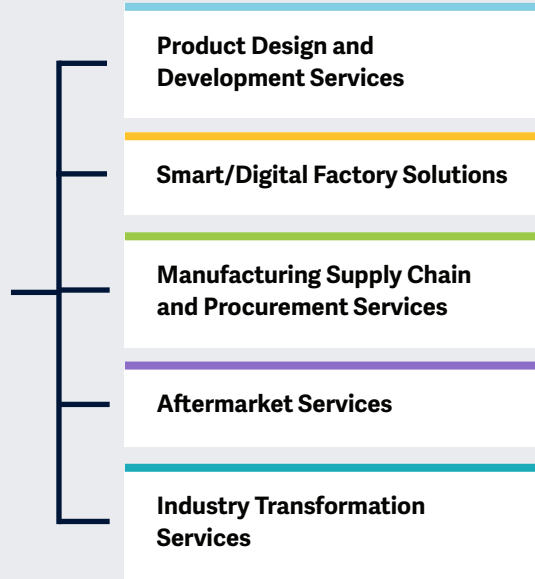 Product Design and
Development Services
Smart/Digital Factory Solutions
Manufacturing Supply Chain
and Procurement Services
Aftermarket Services
Industry Transformation
Services